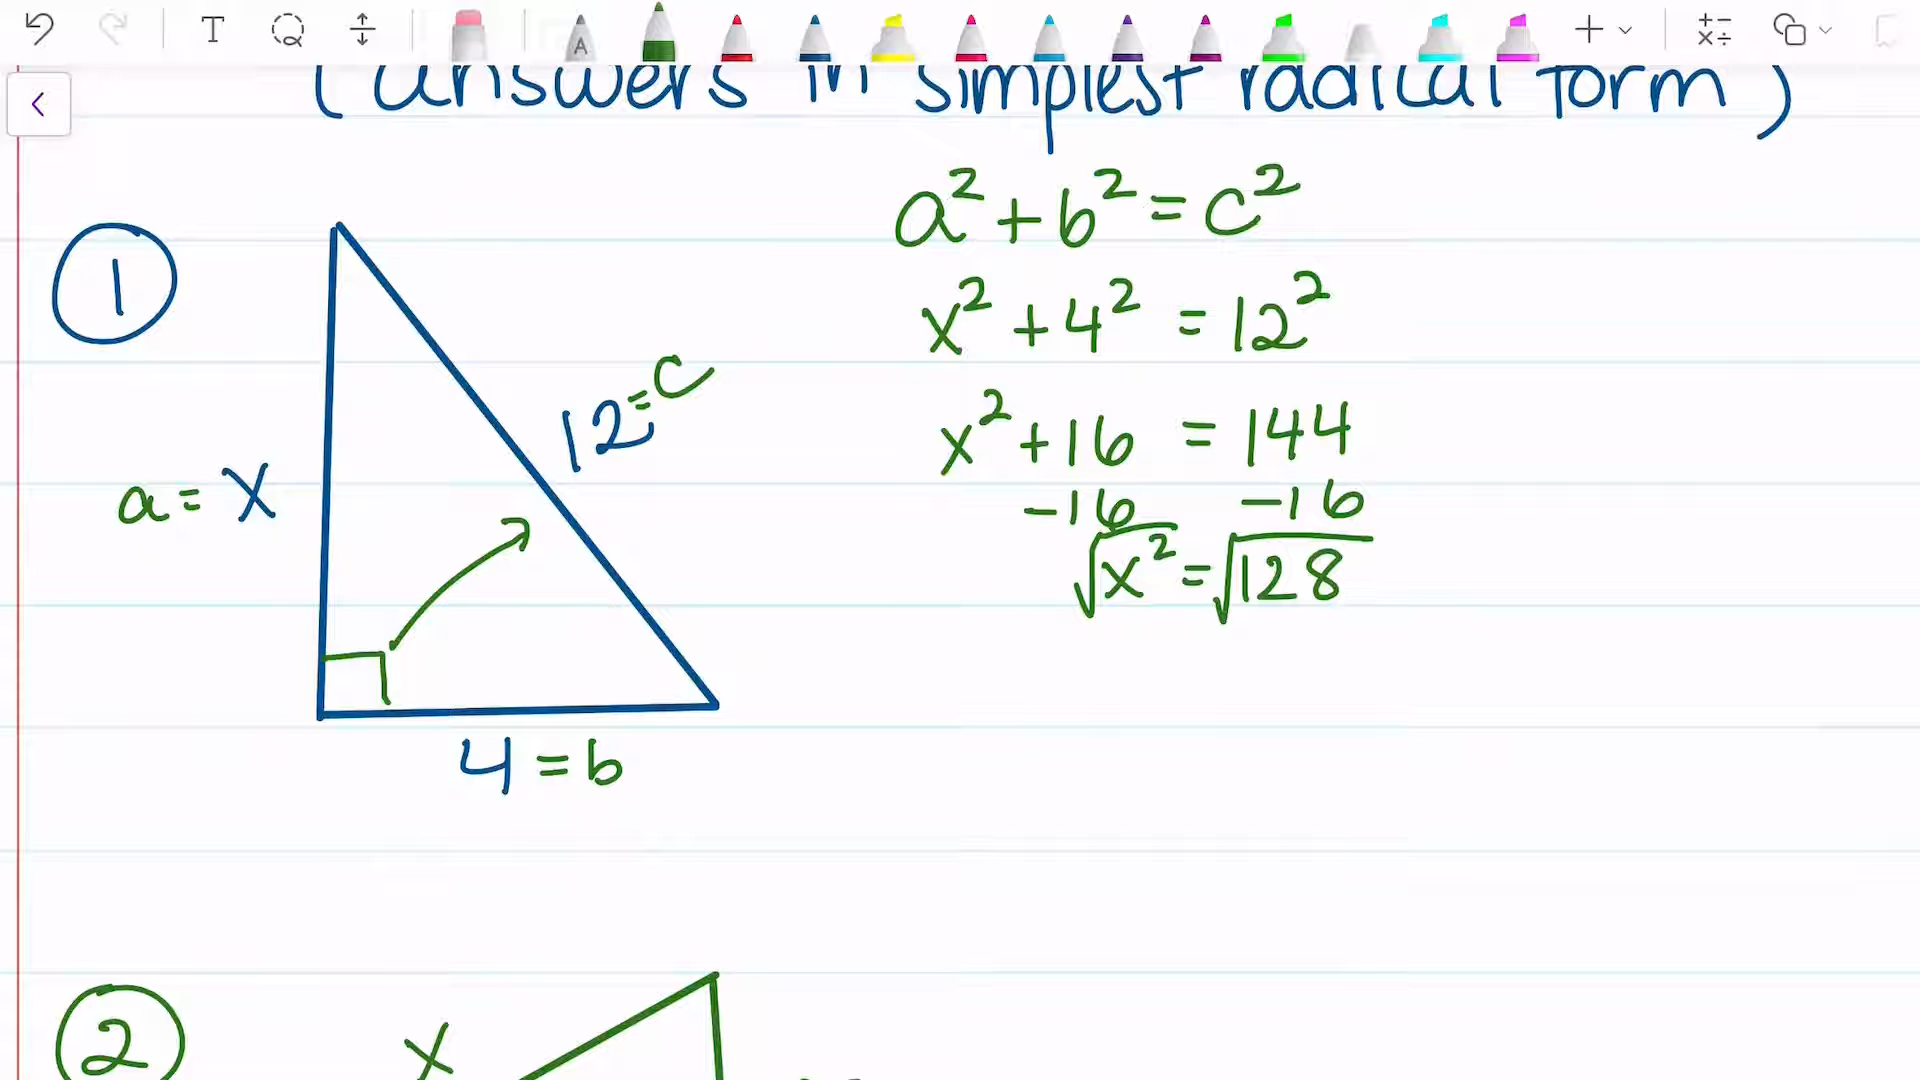 T
A
(answers in simplest radical form)
a² + b² = c²
1
x² + 4² = 12²
12 = c
x² + 16 = 144
a = x
-16 -16
√x² = √128
4 = b
2
x